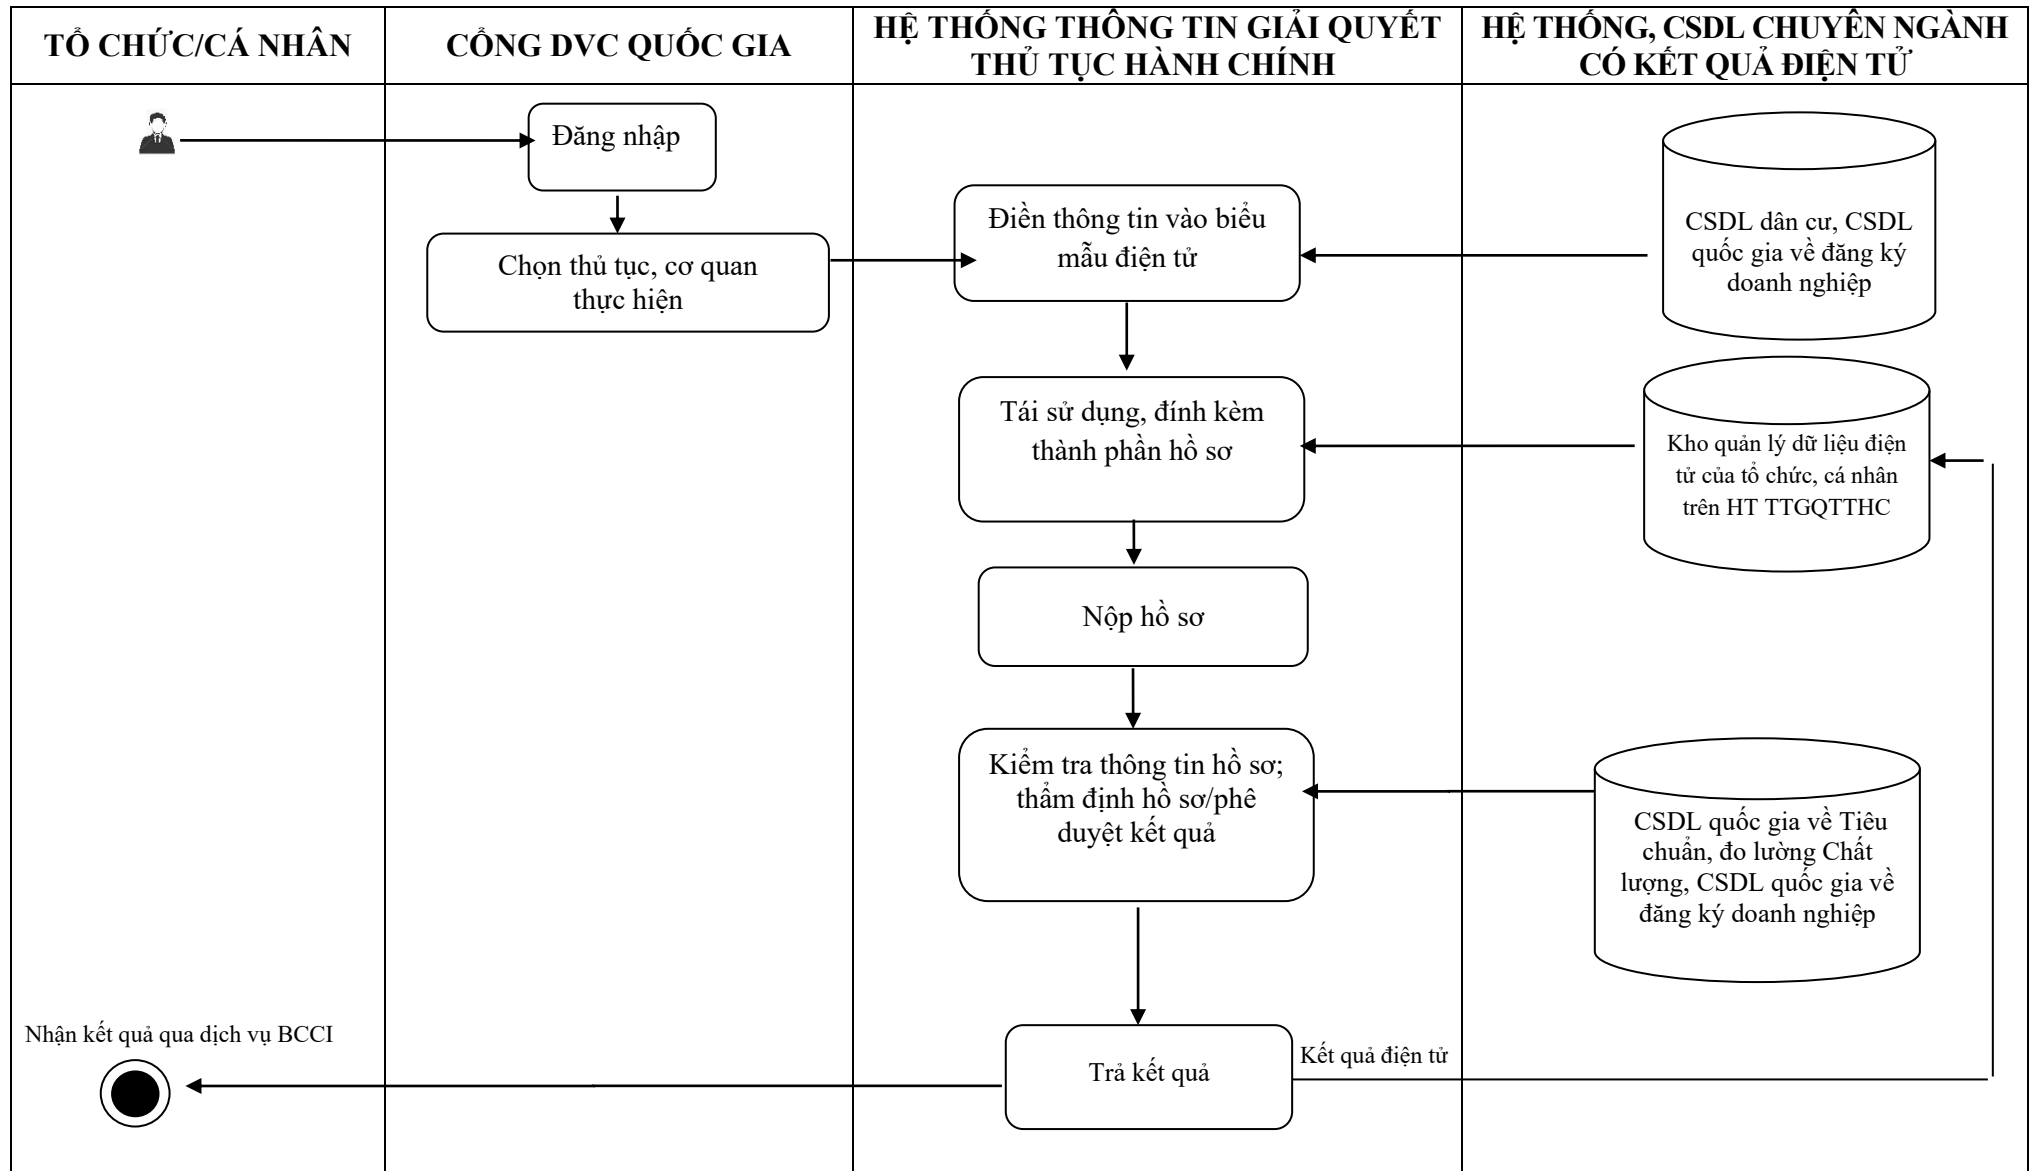 TỔ CHỨC/CÁ NHÂN
CỔNG DVC QUỐC GIA
HỆ THỐNG THÔNG TIN GIẢI QUYẾT
THỦ TỤC HÀNH CHÍNH
HỆ THỐNG, CSDL CHUYÊN NGÀNH
CÓ KẾT QUẢ ĐIỆN TỬ
Đăng nhập
Chọn thủ tục, cơ quan
thực hiện
Điền thông tin vào biểu
mẫu điện tử
CSDL dân cư, CSDL
quốc gia về đăng ký
doanh nghiệp
Tái sử dụng, đính kèm
thành phần hồ sơ
Kho quản lý dữ liệu điện
tử của tổ chức, cá nhân
trên HT TTGQTTHC
Nộp hồ sơ
Kiểm tra thông tin hồ sơ;
thẩm định hồ sơ/phê
duyệt kết quả
CSDL quốc gia về Tiêu
chuẩn, đo lường Chất
lượng, CSDL quốc gia về
đăng ký doanh nghiệp
Nhận kết quả qua dịch vụ BCCI
Trả kết quả
Kết quả điện tử